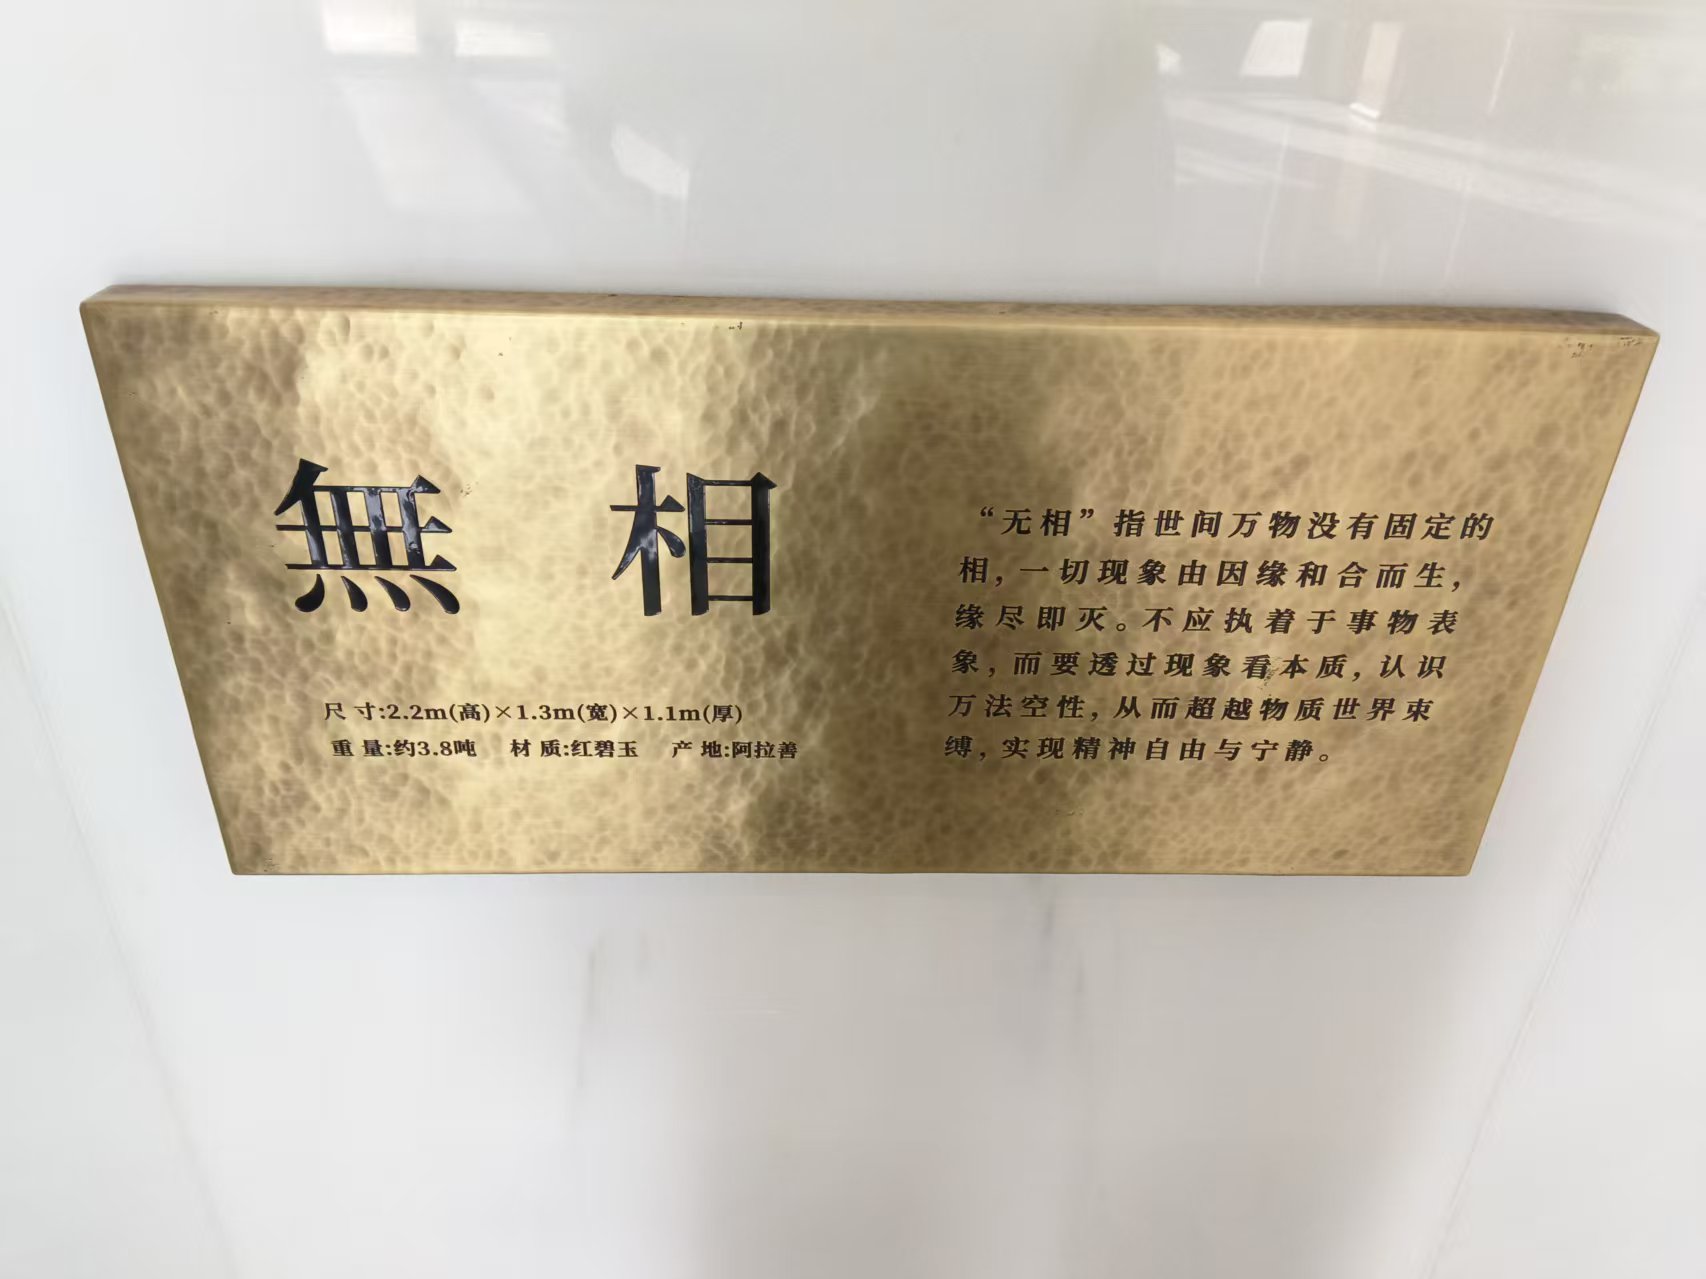 無相
尺寸:2.2m(高)×1.3m(宽)×1.1m(厚)
重量:约3.8吨 材质:红碧玉 产地:阿拉善
“无相”指世间万物没有固定的
相，一切现象由因缘和合而生，
缘尽即灭。不应执着于事物表
象，而要透过现象看本质，认识
万法空性，从而超越物质世界束
缚，实现精神自由与宁静。